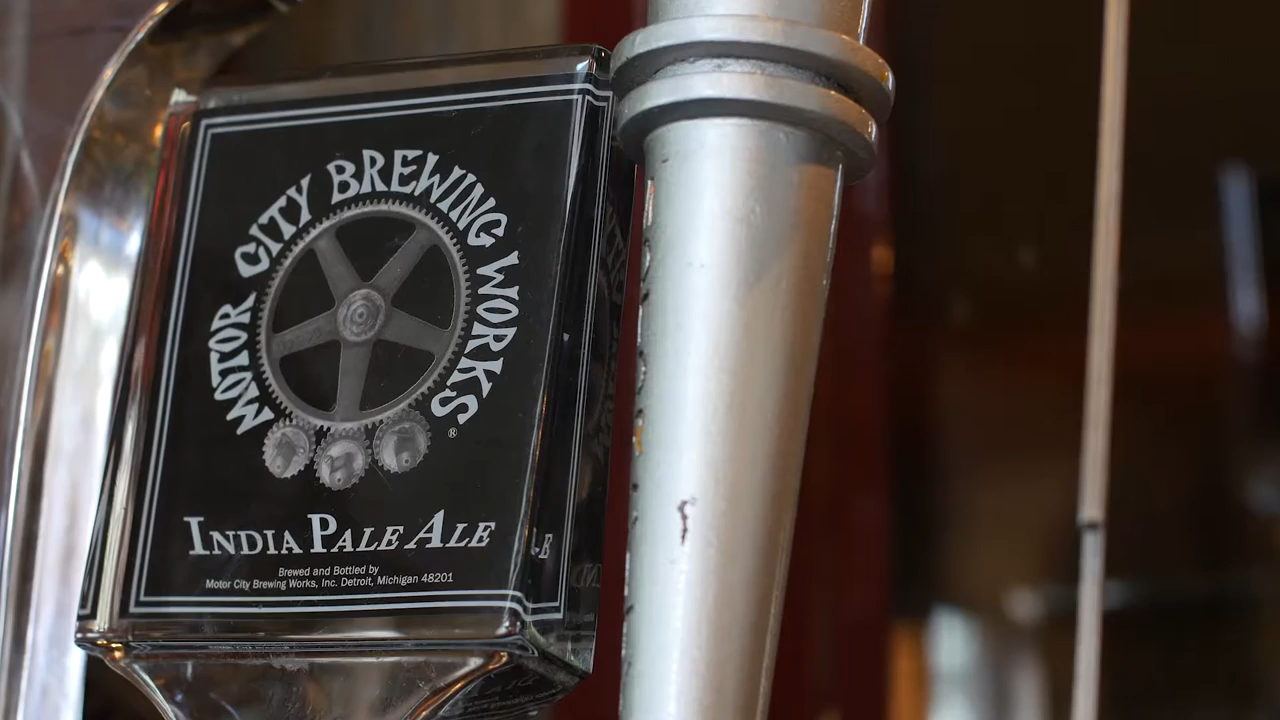 MOTOR CITY BREWING WORKS
®
INDIA PALE ALE
Brewed and Bottled by
Motor City Brewing Works, Inc. Detroit, Michigan 48201